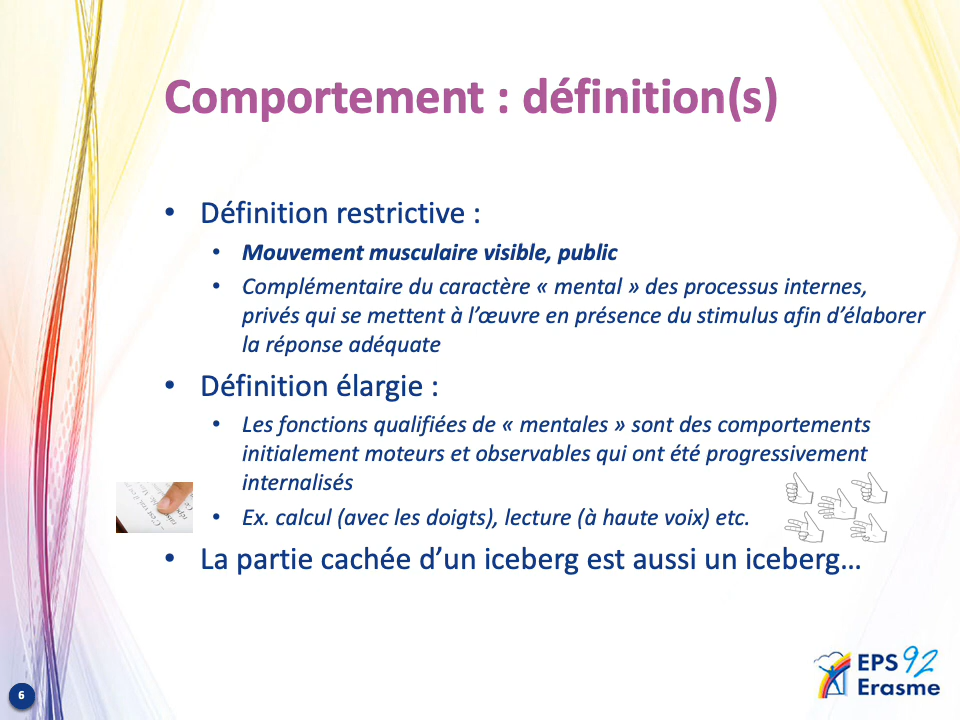 Comportement : définition(s)
• Définition restrictive :
• Mouvement musculaire visible, public
• Complémentaire du caractère « mental » des processus internes,
privés qui se mettent à l’œuvre en présence du stimulus afin d’élaborer
la réponse adéquate
• Définition élargie :
• Les fonctions qualifiées de « mentales » sont des comportements
initialement moteurs et observables qui ont été progressivement
internalisés
• Ex. calcul (avec les doigts), lecture (à haute voix) etc.
• La partie cachée d’un iceberg est aussi un iceberg…
EPS 92
Erasme
6